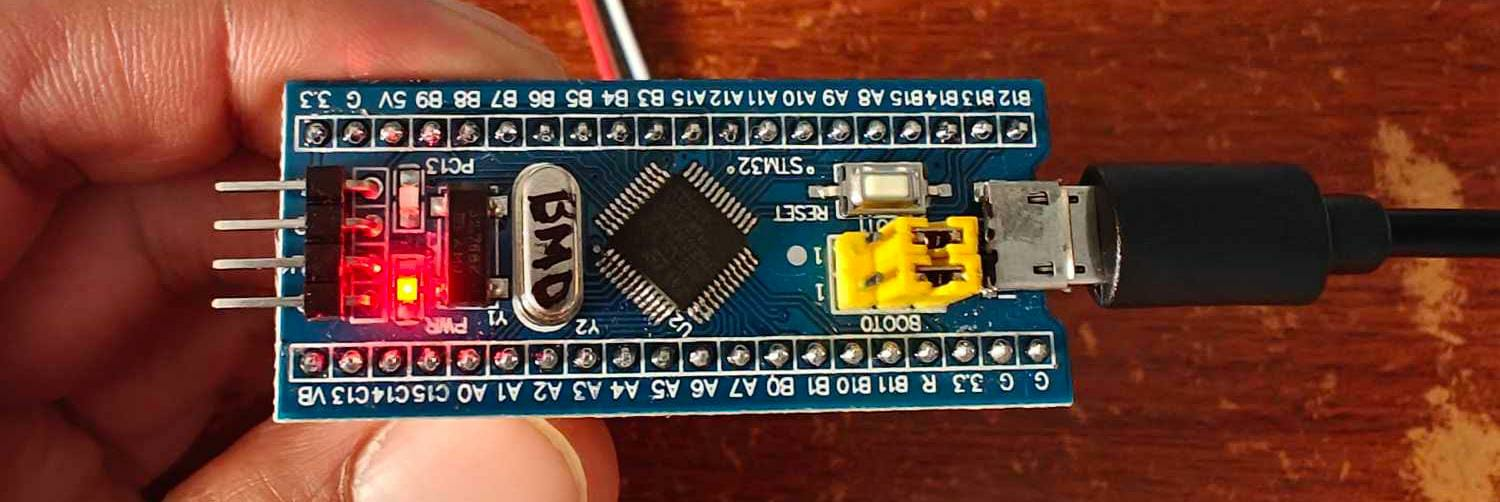 G G 3.3 R B11 B10 B1 B0 A7 A6 A5 A4 A3 A2 A1 A0 C15 C14 C13 VB
BOOT0
U2
Y2
Y1
PWR
1
1
BMD
RESET
°STM32°
PC13
B12 B13 B14 B15 A8 A9 A10 A11 A12 A15 B3 B4 B5 B6 B7 B8 B9 5V G 3.3